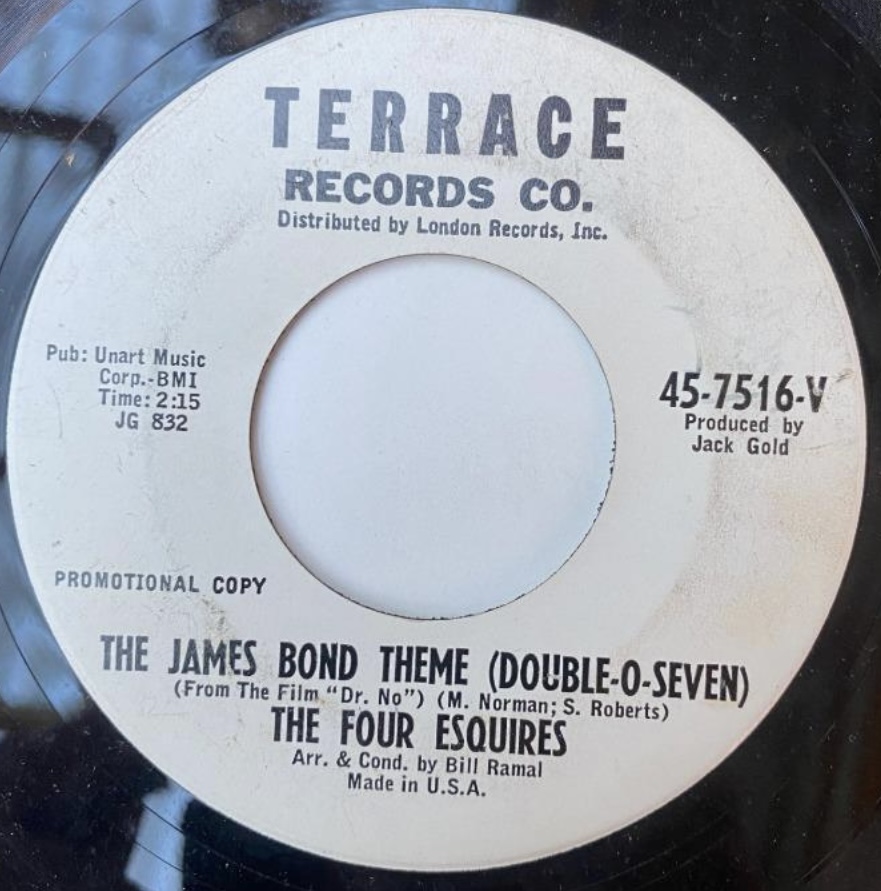 TERRACE
RECORDS CO.
Distributed by London Records, Inc.
Pub: Unart Music
Corp.-BMI
Time: 2:15
JG 832
45-7516-V
Produced by
Jack Gold
PROMOTIONAL COPY
THE JAMES BOND THEME (DOUBLE-O-SEVEN)
(From The Film "Dr. No") (M. Norman; S. Roberts)
THE FOUR ESQUIRES
Arr. & Cond. by Bill Ramal
Made in U.S.A.